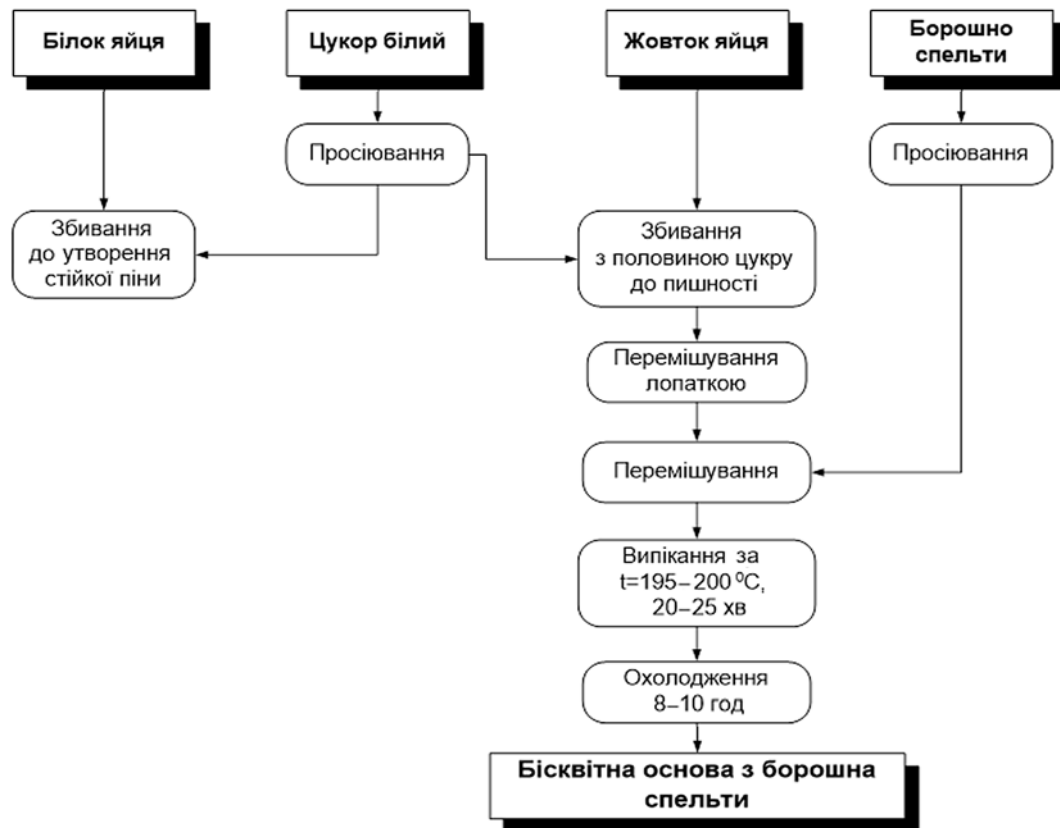 Білок яйця
Цукор білий
Жовток яйця
Борошно
спельти
Просіювання
Просіювання
Збивання
до утворення
стійкої піни
Збивання
з половиною цукру
до пишності
Перемішування
лопаткою
Перемішування
Випікання за
t=195–200 ⁰C,
20–25 хв
Охолодження
8–10 год
Бісквітна основа з борошна
спельти